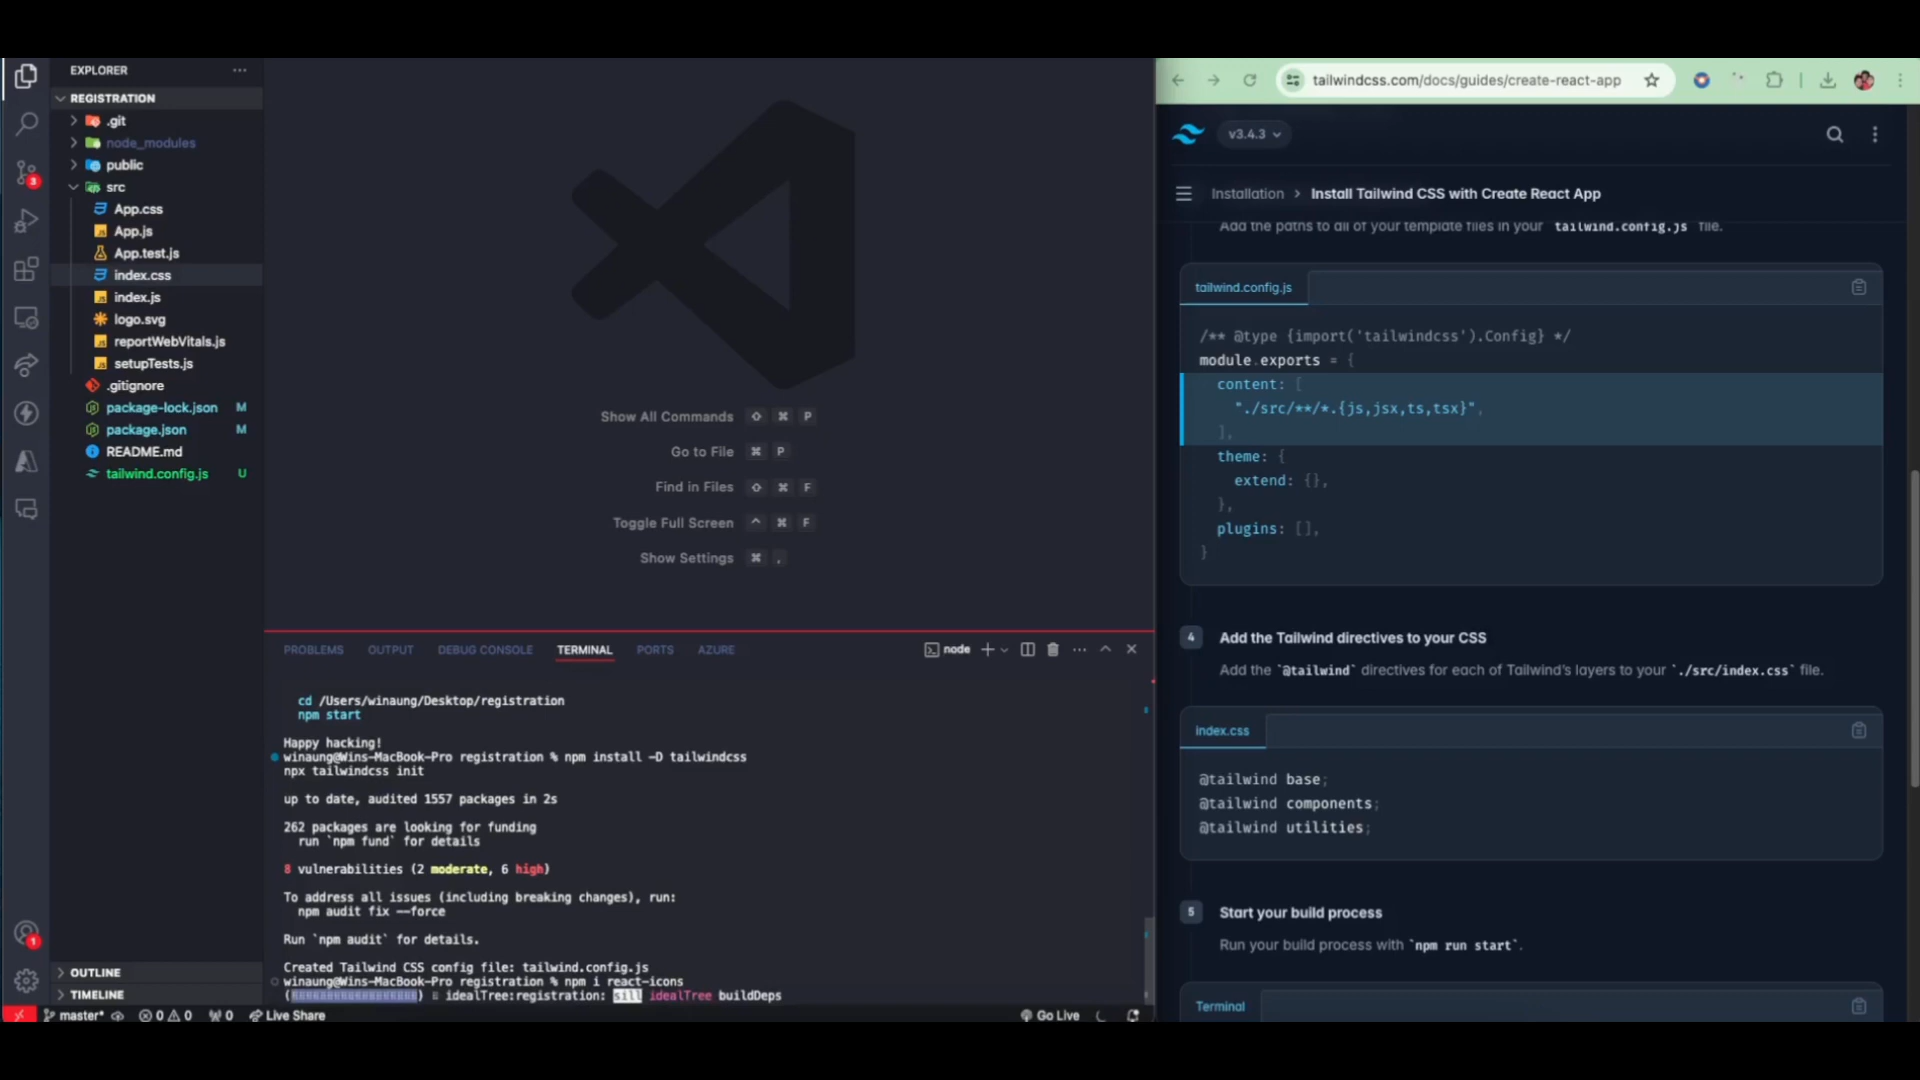 EXPLORER
REGISTRATION
.git
node_modules
public
src
App.css
App.js
App.test.js
index.css
index.js
logo.svg
reportWebVitals.js
setupTests.js
.gitignore
package-lock.json M
package.json M
README.md
tailwind.config.js U
OUTLINE
TIMELINE
3
1
Show All Commands ⌘ P
Go to File ⌘ P
Find in Files ⌘ F
Toggle Full Screen ^ ⌘ F
Show Settings ⌘ ,
PROBLEMS OUTPUT DEBUG CONSOLE TERMINAL PORTS AZURE
node
cd /Users/winaung/Desktop/registration
npm start
Happy hacking!
winaung@Wins-MacBook-Pro registration % npm install -D tailwindcss
npx tailwindcss init
up to date, audited 1557 packages in 2s
262 packages are looking for funding
run `npm fund` for details
8 vulnerabilities (2 moderate, 6 high)
To address all issues (including breaking changes), run:
npm audit fix --force
Run `npm audit` for details.
Created Tailwind CSS config file: tailwind.config.js
winaung@Wins-MacBook-Pro registration % npm i react-icons
idealTree:registration: sill idealTree buildDeps
master* 0 0 0 Live Share Go Live
tailwindcss.com/docs/guides/create-react-app
v3.4.3
Installation > Install Tailwind CSS with Create React App
Add the paths to all of your template files in your tailwind.config.js file.
tailwind.config.js
/** @type {import('tailwindcss').Config} */
module.exports = {
content: [
"./src/**/*.{js,jsx,ts,tsx}",
],
theme: {
extend: {},
},
plugins: [],
}
4 Add the Tailwind directives to your CSS
Add the `@tailwind` directives for each of Tailwind's layers to your `./src/index.css` file.
index.css
@tailwind base;
@tailwind components;
@tailwind utilities;
5 Start your build process
Run your build process with `npm run start`.
Terminal